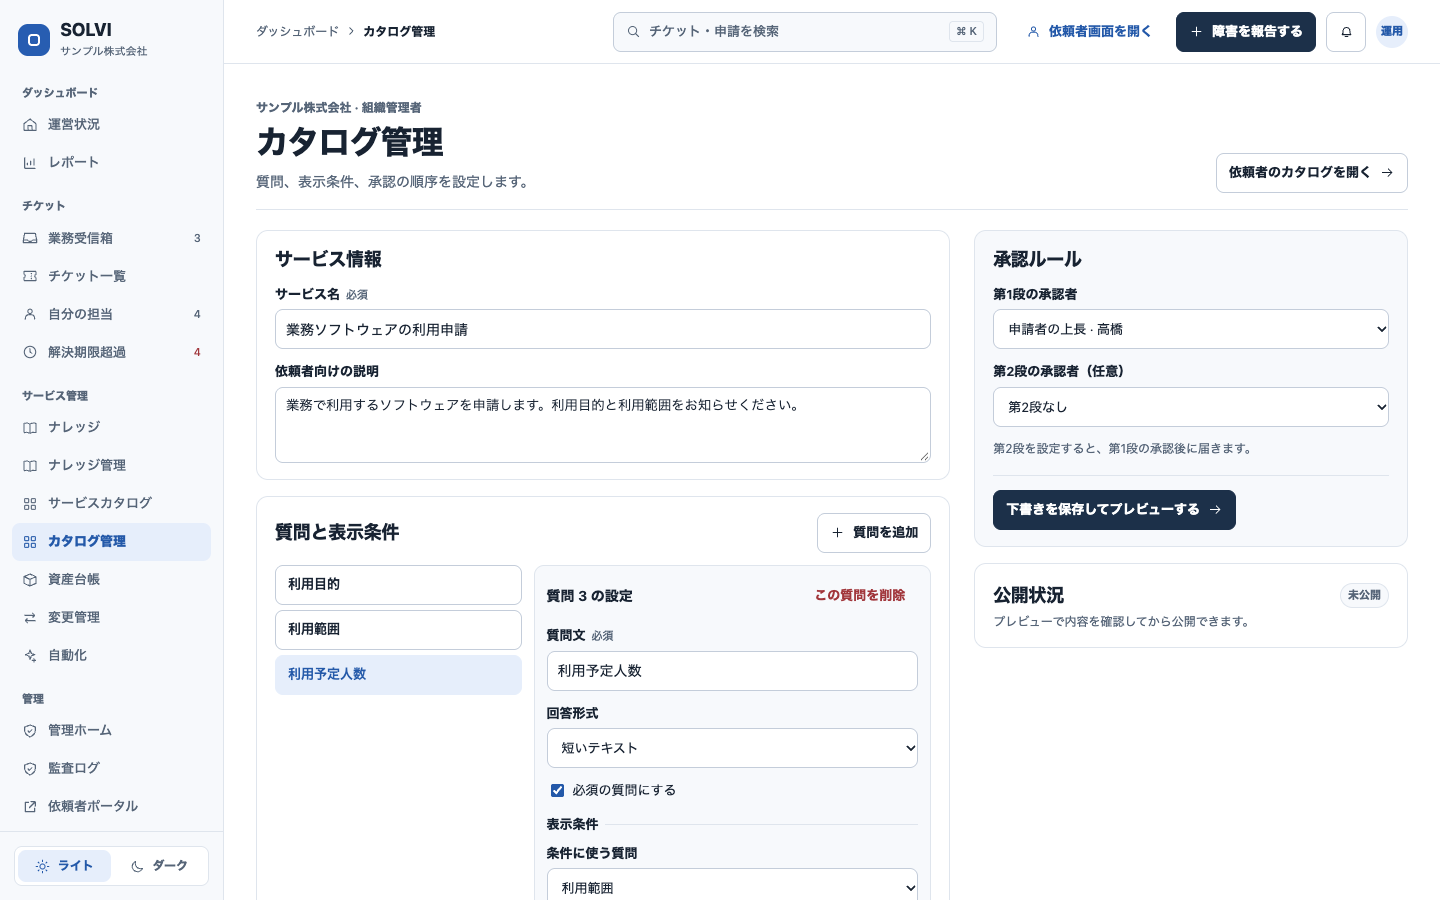 SOLVI
サンプル株式会社
ダッシュボード
運営状況
レポート
チケット
業務受信箱 3
チケット一覧
自分の担当 4
解決期限超過 4
サービス管理
ナレッジ
ナレッジ管理
サービスカタログ
カタログ管理
資産台帳
変更管理
自動化
管理
管理ホーム
監査ログ
依頼者ポータル
ライト ダーク
ダッシュボード > カタログ管理
チケット・申請を検索 ⌘ K
依頼者画面を開く
+ 障害を報告する
運用
サンプル株式会社 · 組織管理者
カタログ管理
質問、表示条件、承認の順序を設定します。
依頼者のカタログを開く →
サービス情報
サービス名 必須
業務ソフトウェアの利用申請
依頼者向けの説明
業務で利用するソフトウェアを申請します。利用目的と利用範囲をお知らせください。
質問と表示条件
+ 質問を追加
利用目的
利用範囲
利用予定人数
質問 3 の設定
この質問を削除
質問文 必須
利用予定人数
回答形式
短いテキスト
必須の質問にする
表示条件
条件に使う質問
利用範囲
承認ルール
第1段の承認者
申請者の上長 · 高橋
第2段の承認者（任意）
第2段なし
第2段を設定すると、第1段の承認後に届きます。
下書きを保存してプレビューする →
公開状況
未公開
プレビューで内容を確認してから公開できます。